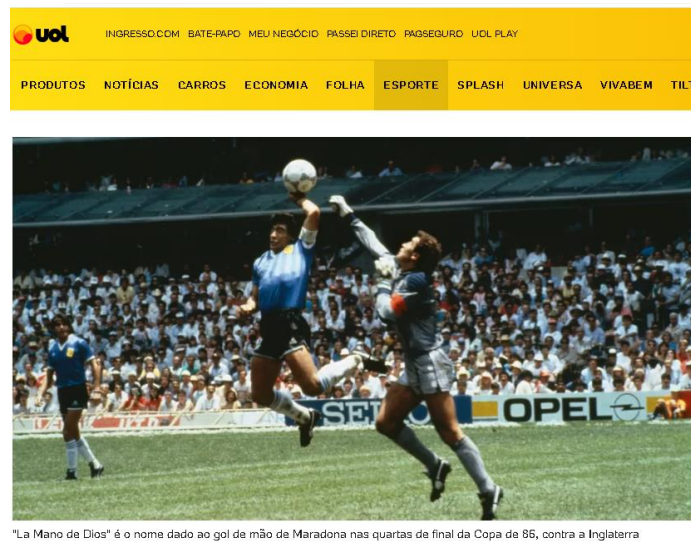 uol
INGRESSO.COM BATE-PAPO MEU NEGÓCIO PASSEI DIRETO PAGSEGURO UOL PLAY
PRODUTOS NOTÍCIAS CARROS ECONOMIA FOLHA ESPORTE SPLASH UNIVERSA VIVABEM TILT
OPEL
"La Mano de Dios" é o nome dado ao gol de mão de Maradona nas quartas de final da Copa de 86, contra a Inglaterra